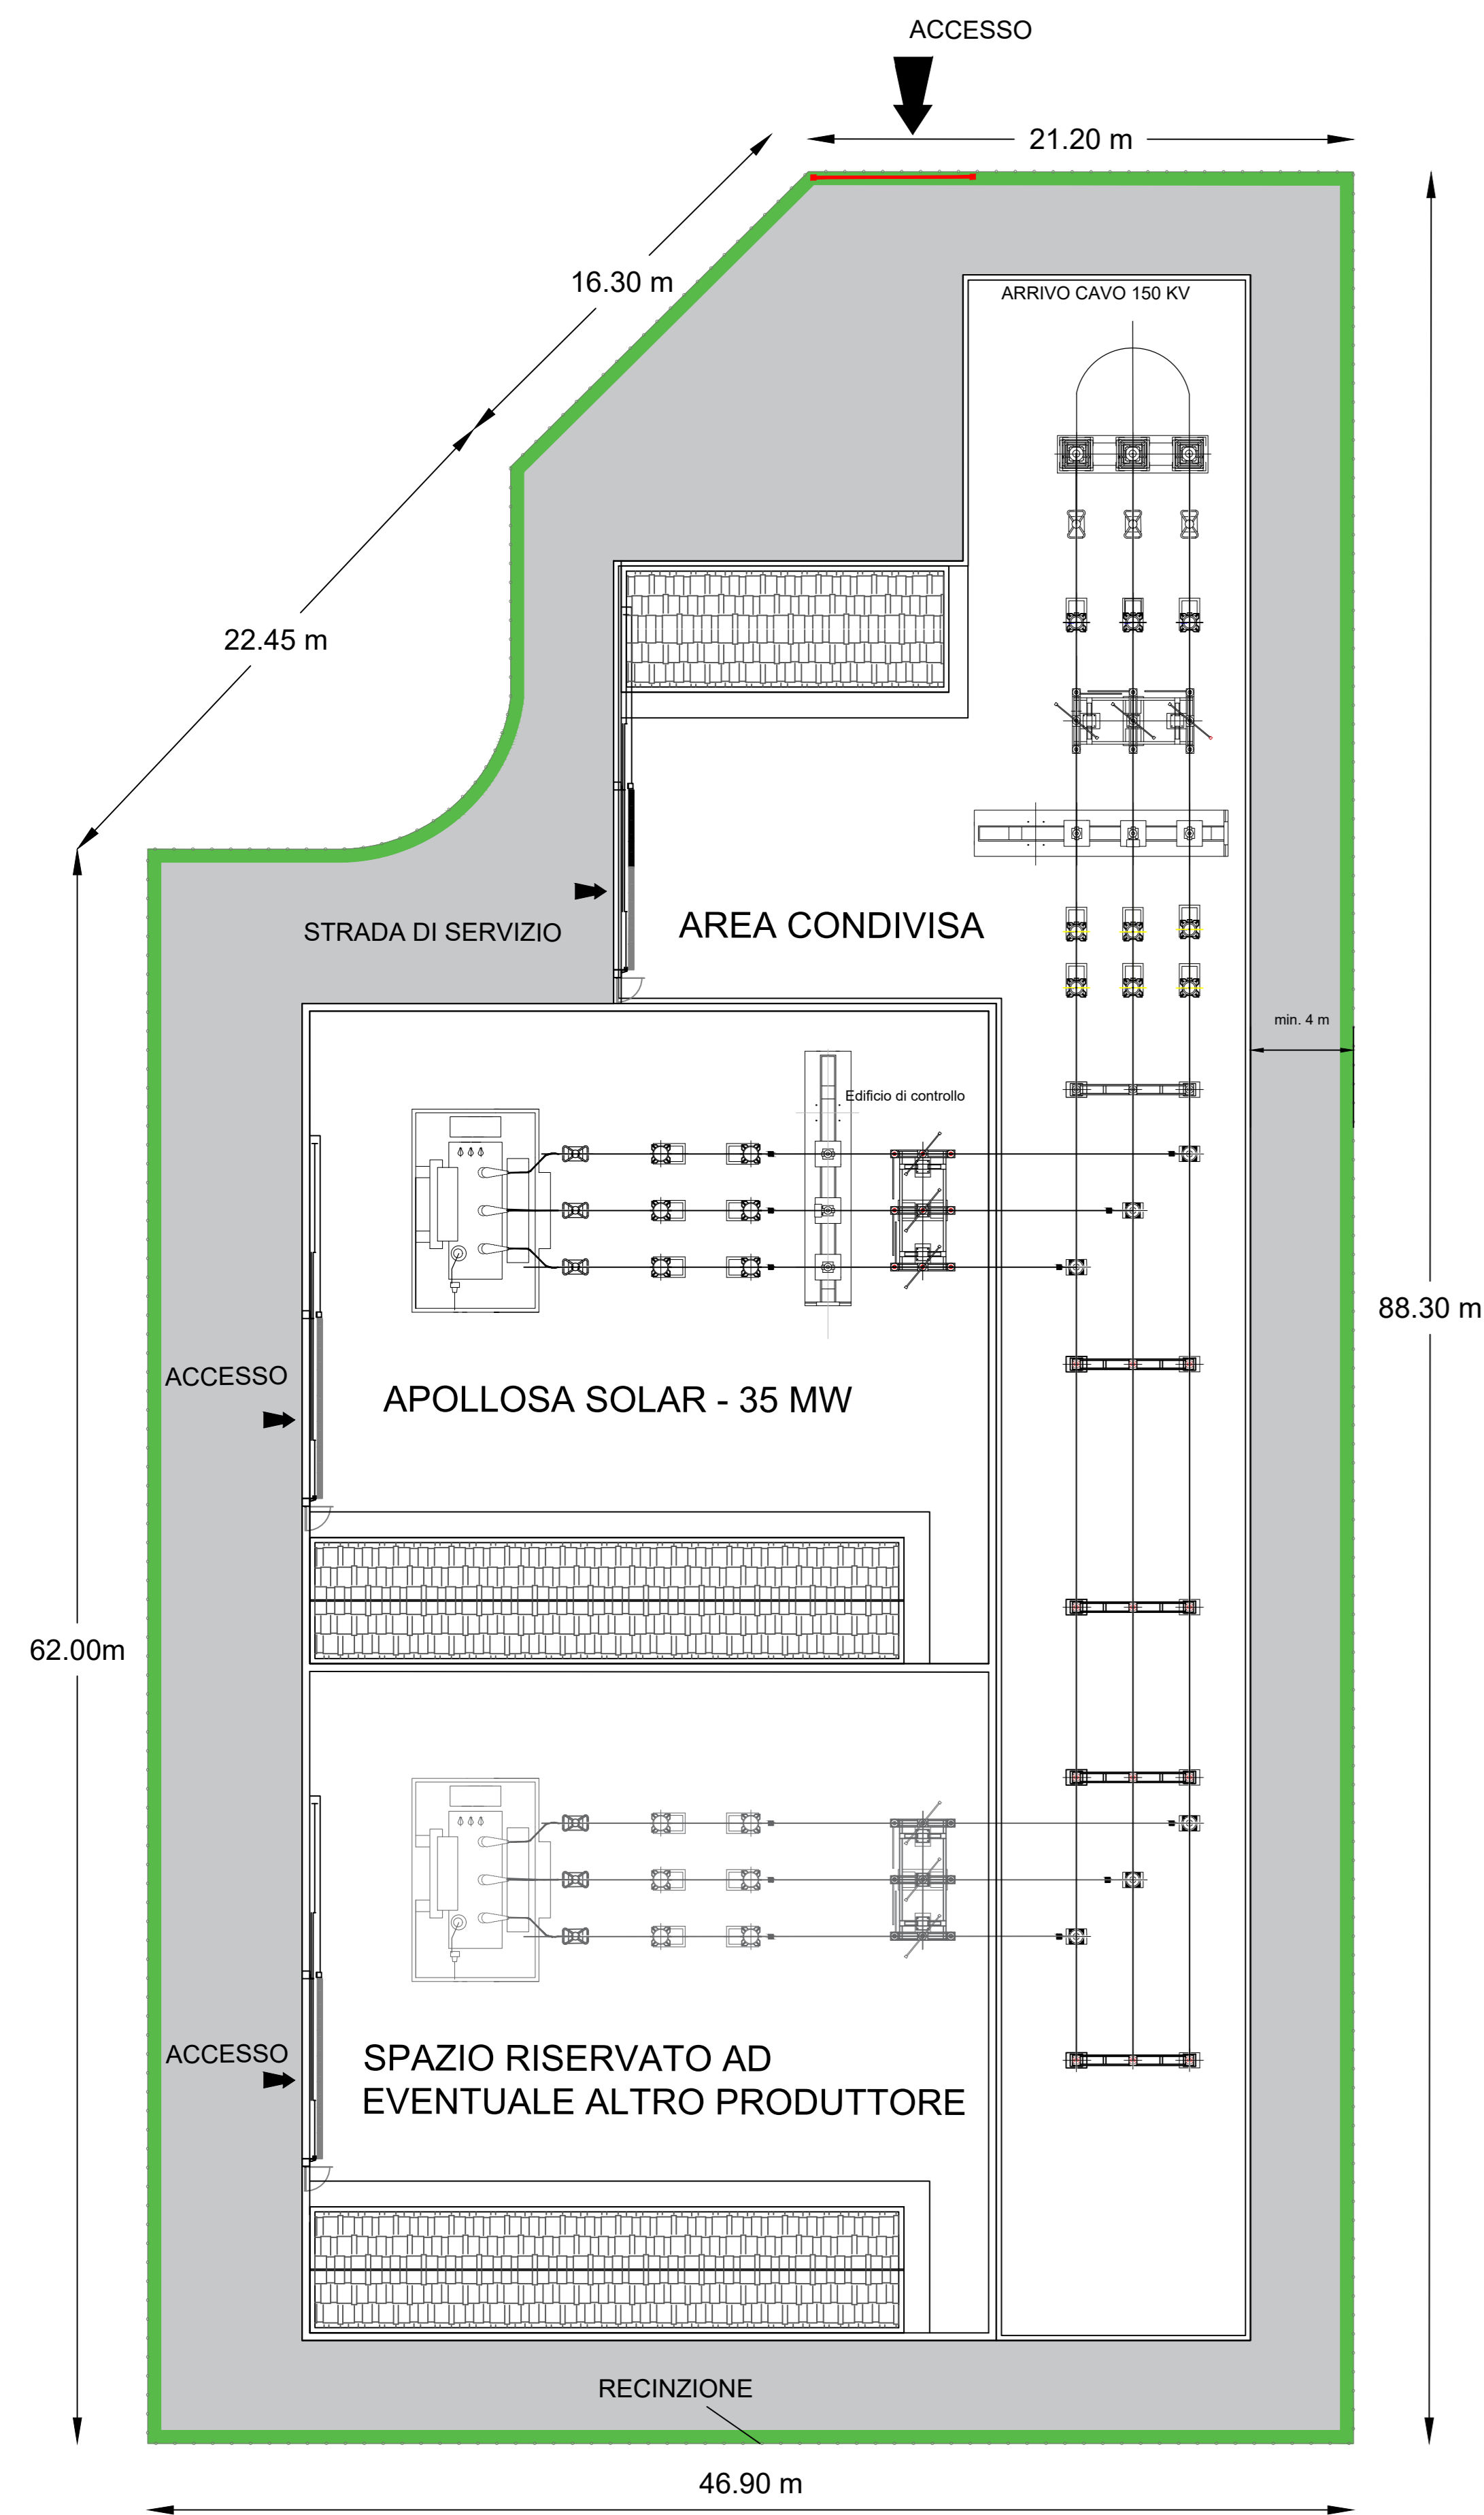 ACCESSO
21.20 m
16.30 m
ARRIVO CAVO 150 KV
22.45 m
STRADA DI SERVIZIO
AREA CONDIVISA
min. 4 m
Edificio di controllo
88.30 m
ACCESSO
APOLLOSA SOLAR - 35 MW
62.00m
ACCESSO
SPAZIO RISERVATO AD
EVENTUALE ALTRO PRODUTTORE
RECINZIONE
46.90 m